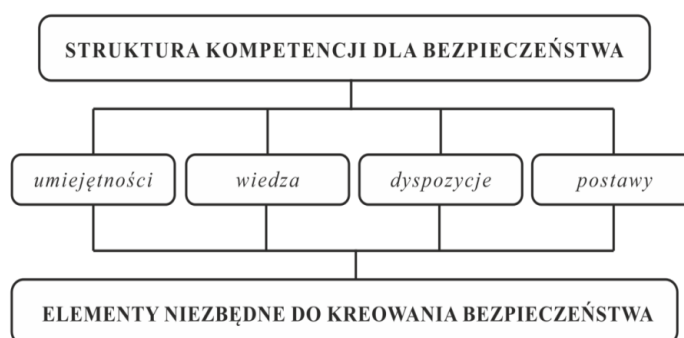 STRUKTURA KOMPETENCJI DLA BEZPIECZEŃSTWA
umiejętności
wiedza
dyspozycje
postawy
ELEMENTY NIEZBĘDNE DO KREOWANIA BEZPIECZEŃSTWA